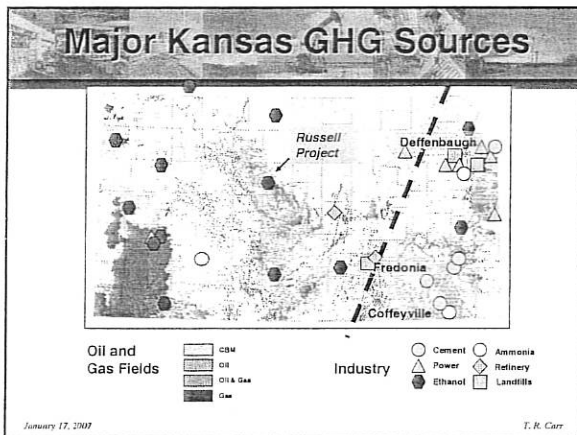 Major Kansas GHG Sources
Russell
Project
Deffenbaugh
Fredonia
Coffeyville
Oil and
Gas Fields
CBM
Oil
Oil & Gas
Gas
Industry
Cement
Ammonia
Power
Refinery
Ethanol
Landfills
January 17, 2007
T. R. Carr